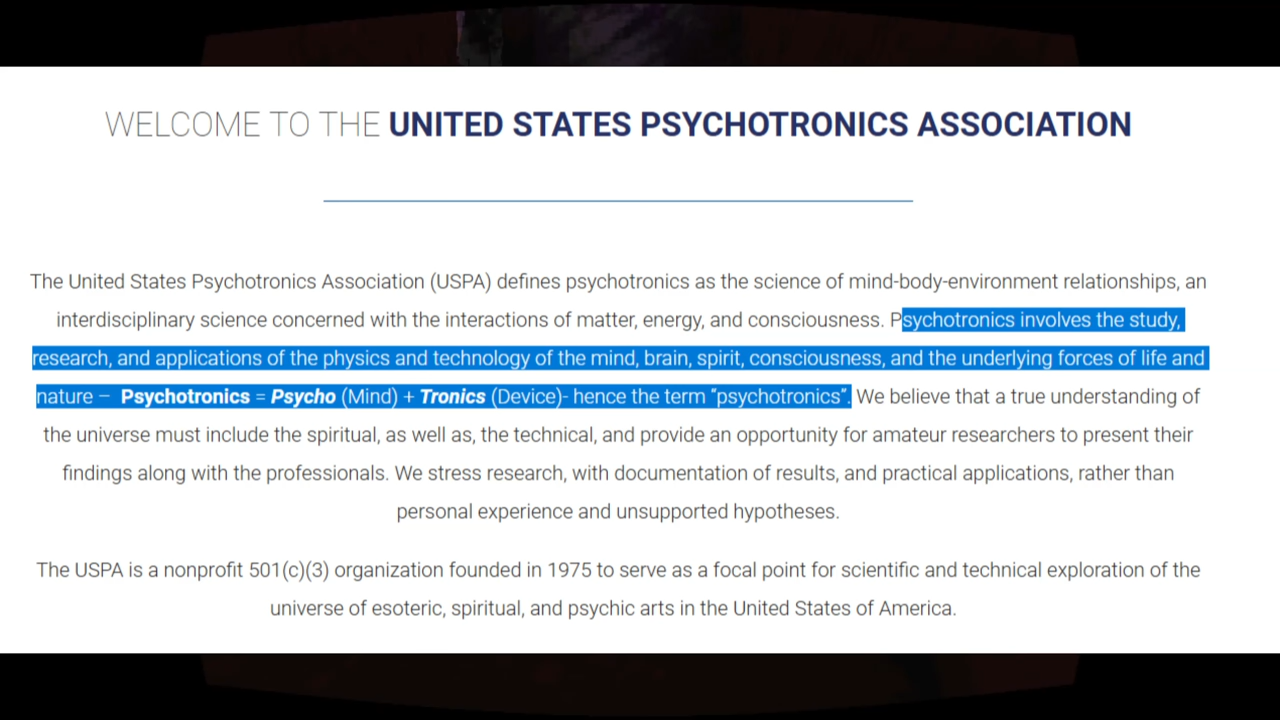 WELCOME TO THE UNITED STATES PSYCHOTRONICS ASSOCIATION
The United States Psychotronics Association (USPA) defines psychotronics as the science of mind-body-environment relationships, an
interdisciplinary science concerned with the interactions of matter, energy, and consciousness. Psychotronics involves the study,
research, and applications of the physics and technology of the mind, brain, spirit, consciousness, and the underlying forces of life and
nature – Psychotronics = Psycho (Mind) + Tronics (Device)- hence the term “psychotronics”. We believe that a true understanding of
the universe must include the spiritual, as well as, the technical, and provide an opportunity for amateur researchers to present their
findings along with the professionals. We stress research, with documentation of results, and practical applications, rather than
personal experience and unsupported hypotheses.
The USPA is a nonprofit 501(c)(3) organization founded in 1975 to serve as a focal point for scientific and technical exploration of the
universe of esoteric, spiritual, and psychic arts in the United States of America.